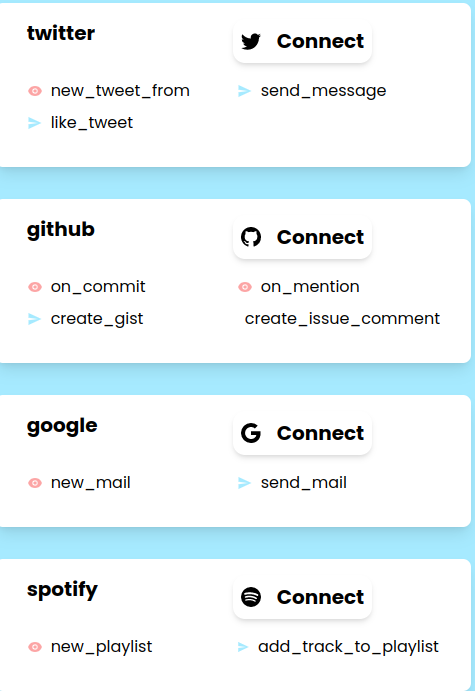 twitter Connect
new_tweet_from send_message
like_tweet
github Connect
on_commit on_mention
create_gist create_issue_comment
google Connect
new_mail send_mail
spotify Connect
new_playlist add_track_to_playlist